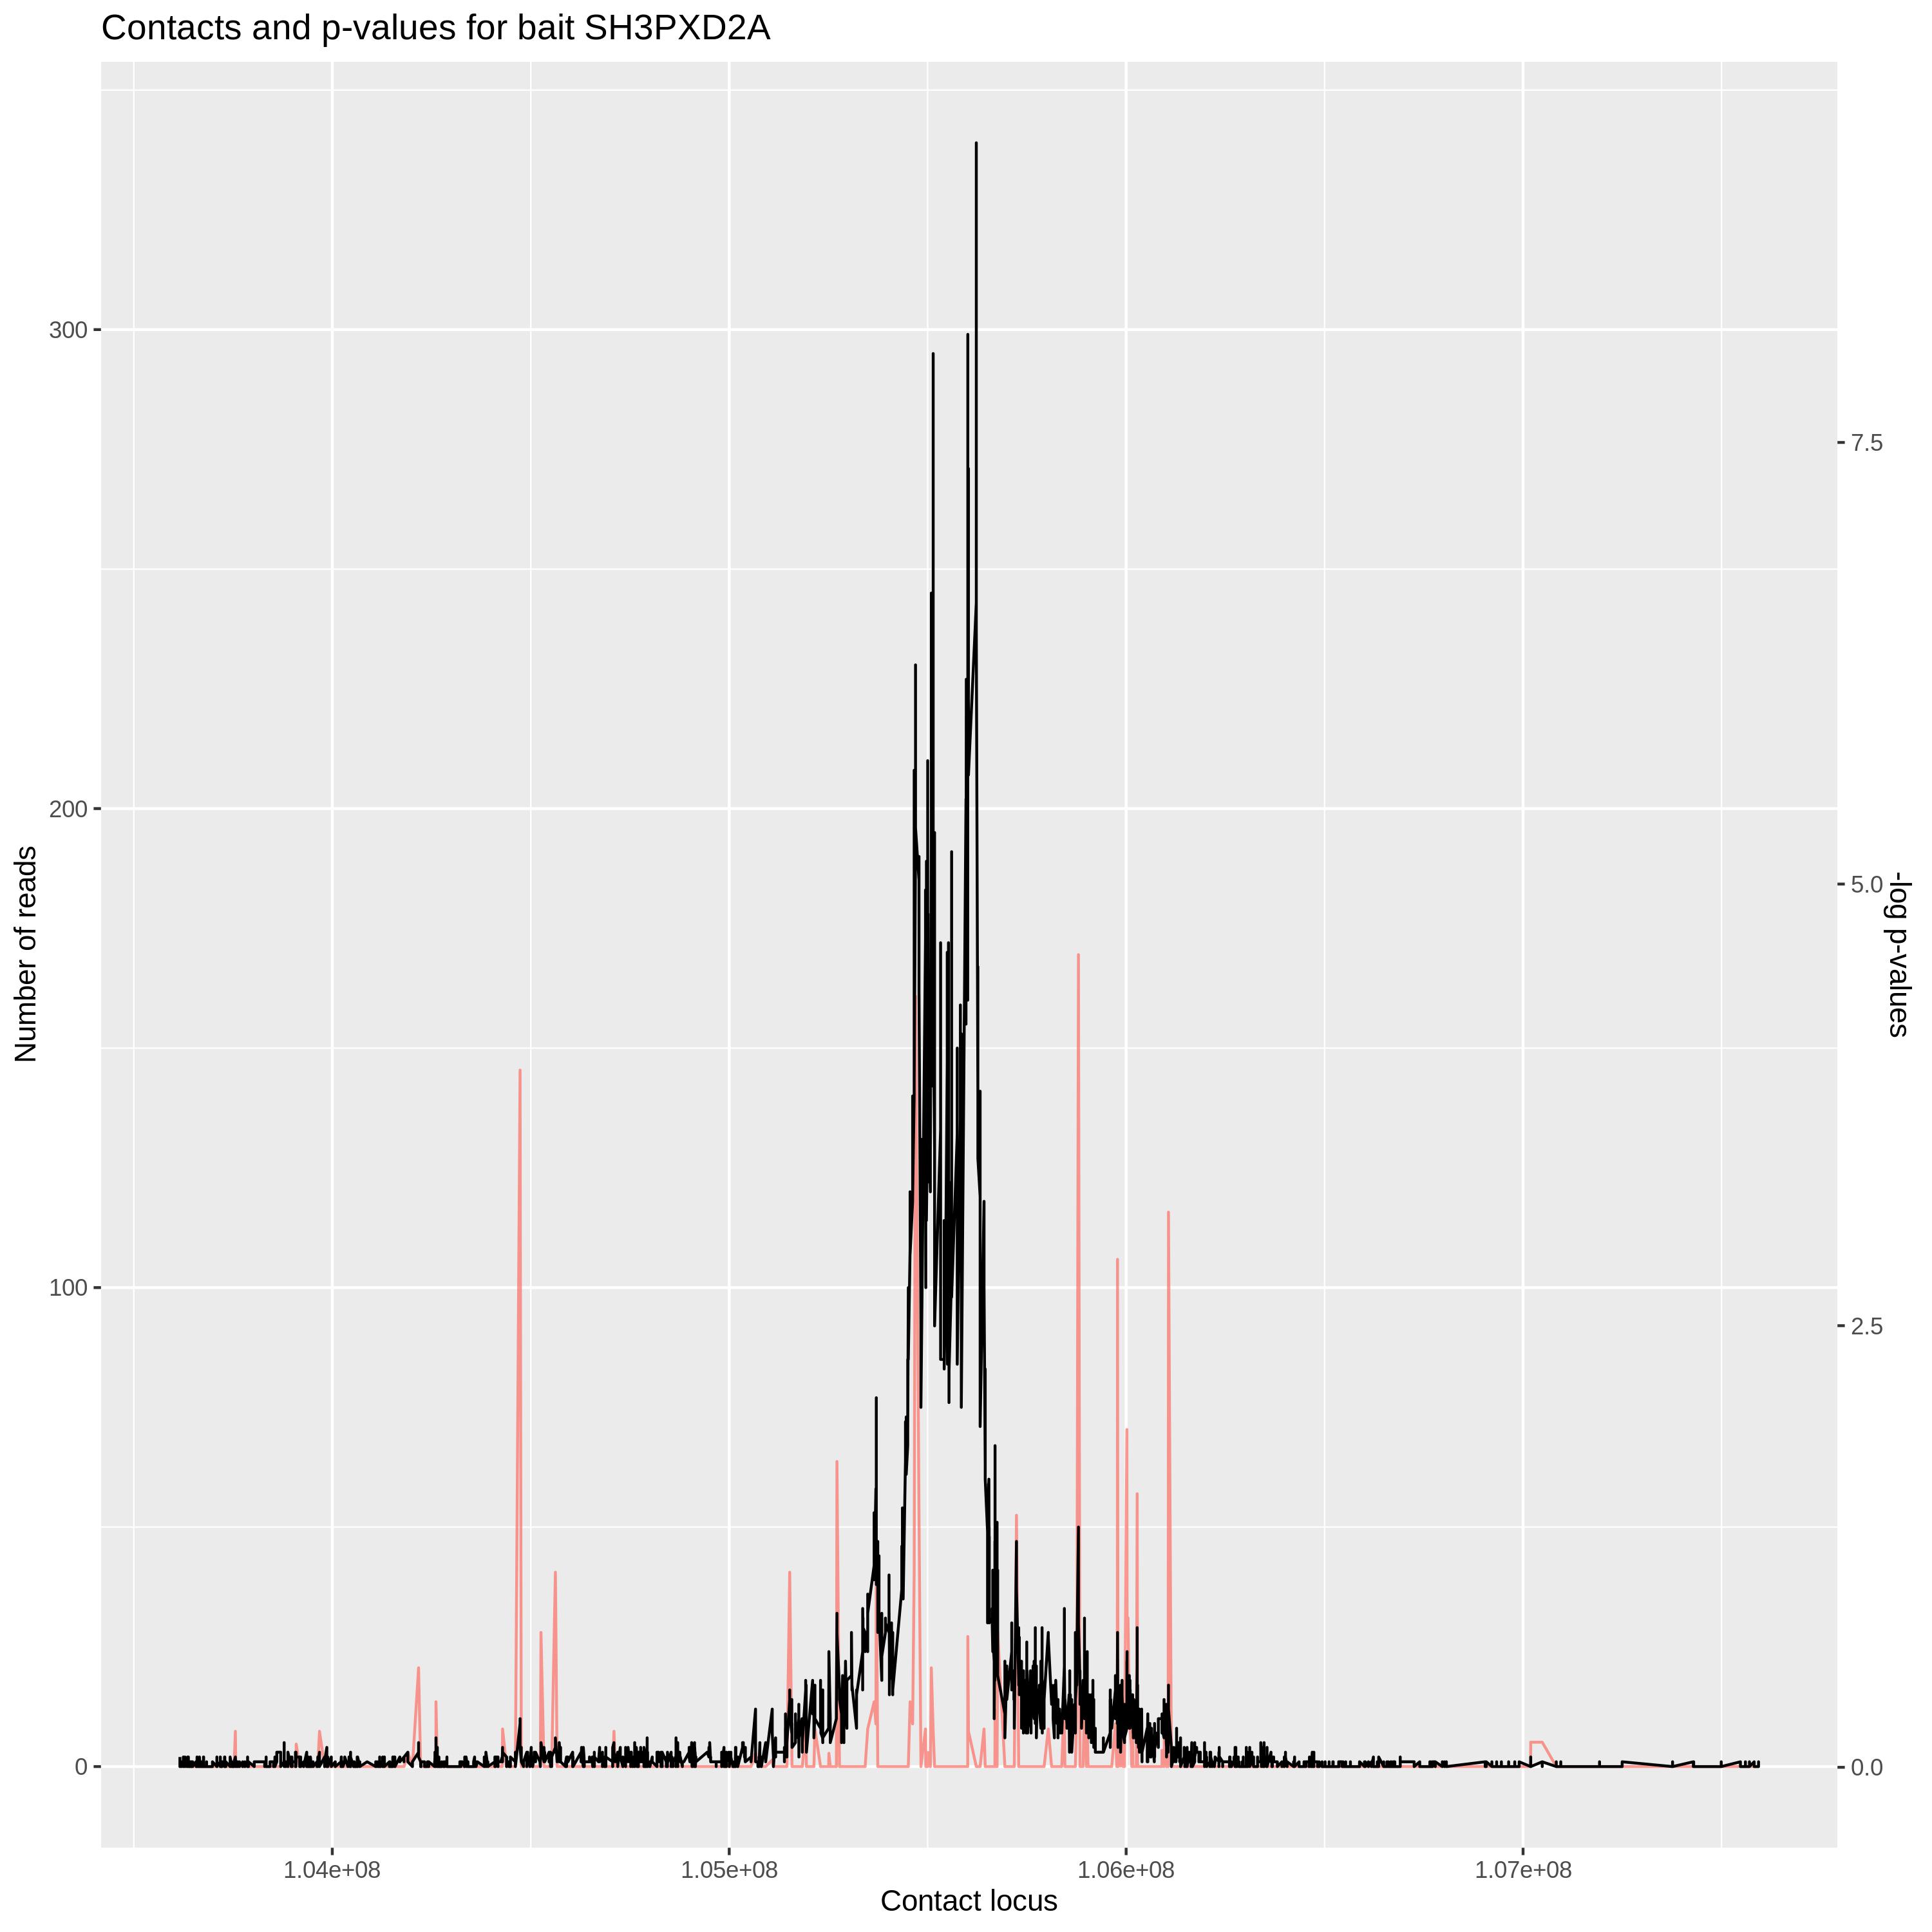 Contacts and p-values for bait SH3PXD2A
Number of reads
300
200
100
0
7.5
5.0
2.5
0.0
-log p-values
1.04e+08
1.05e+08
1.06e+08
1.07e+08
Contact locus